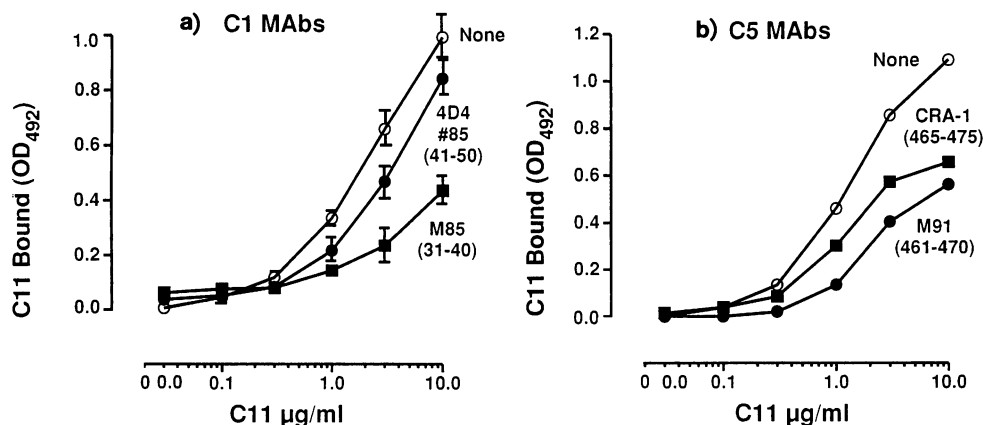 a) C1 MAbs
C11 Bound (OD492)
1.0
0.8
0.6
0.4
0.2
0.0
None
4D4
#85
(41-50)
M85
(31-40)
0 0.0 0.1 1.0 10.0
C11 µg/ml
b) C5 MAbs
C11 Bound (OD492)
1.2
1.0
0.8
0.6
0.4
0.2
0.0
None
CRA-1
(465-475)
M91
(461-470)
0 0.0 0.1 1.0 10.0
C11 µg/ml